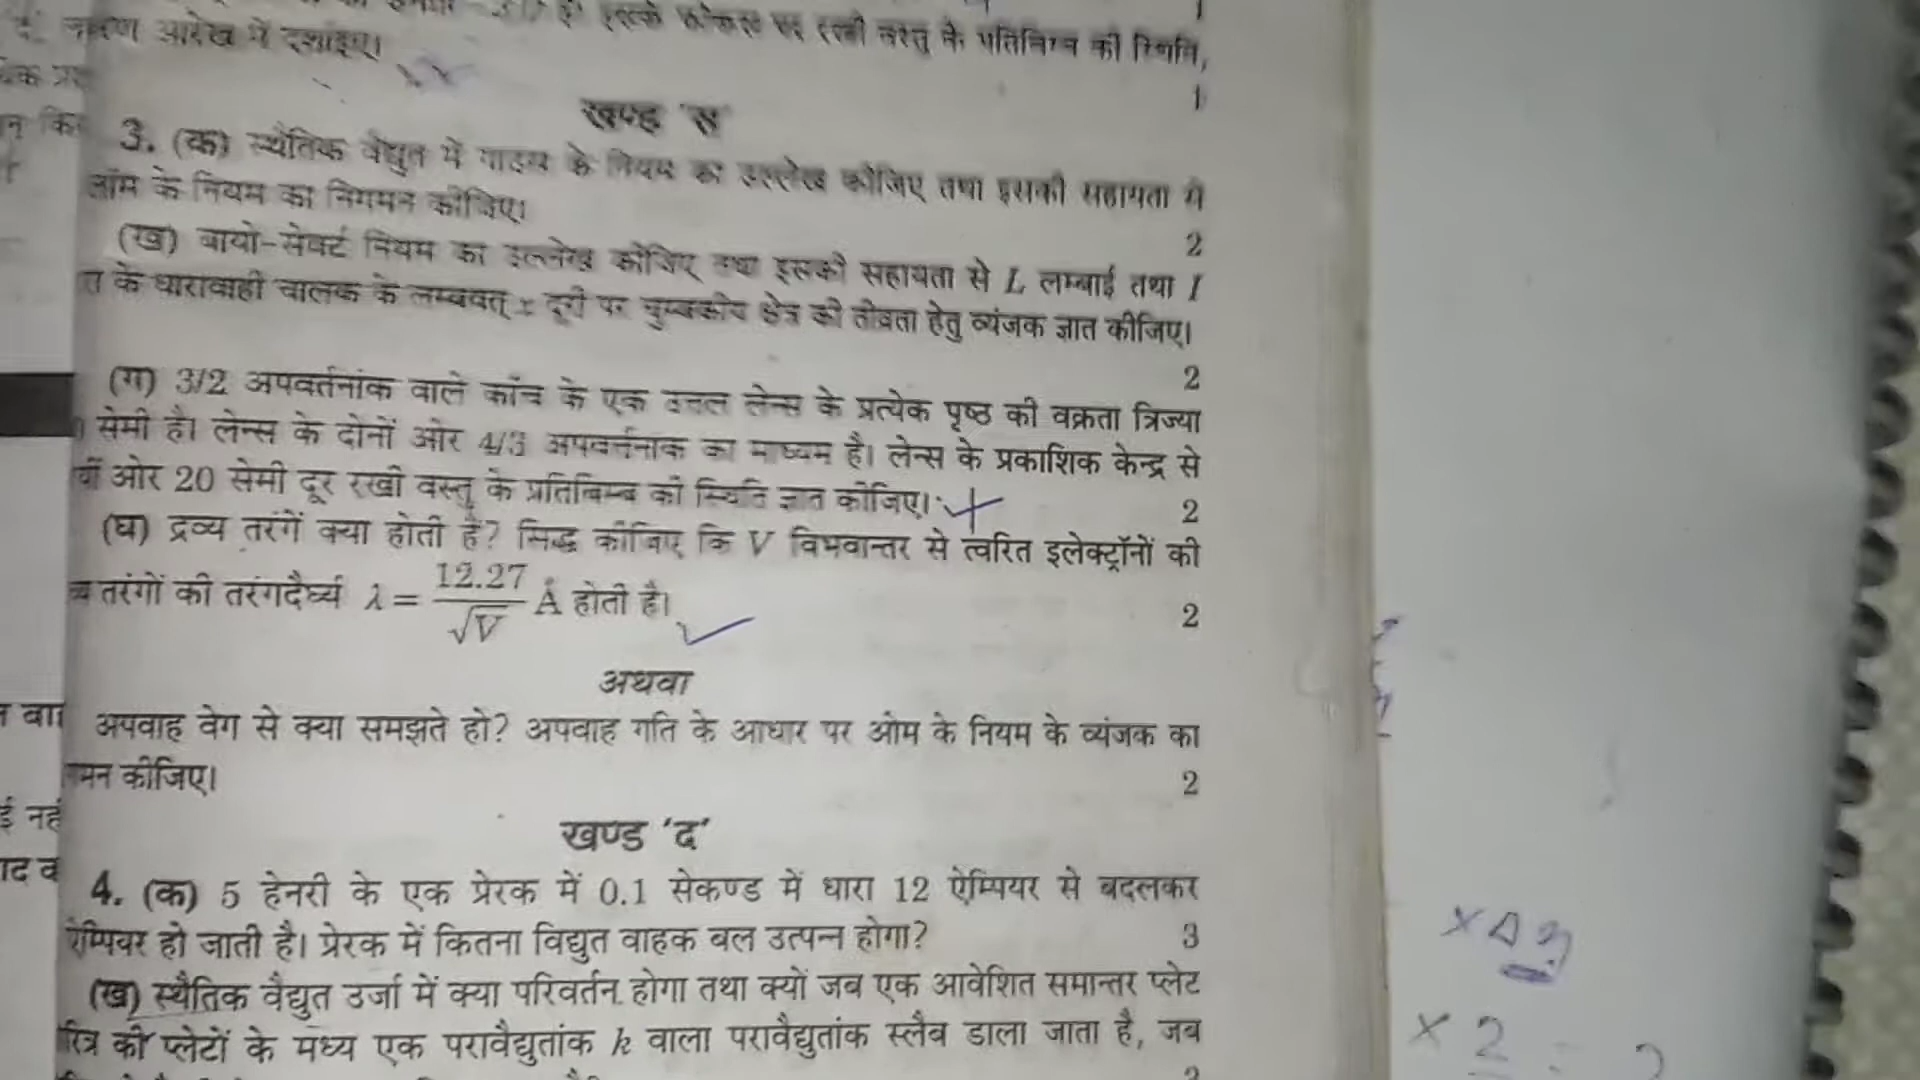 आरेख में दर्शाइए।
रखी वस्तु के प्रतिबिम्ब की स्थिति,
1
खण्ड 'स'
3. (क) स्थैतिक वैद्युत में गाउस के नियम का उल्लेख कीजिए तथा इसकी सहायता से
के नियम का निगमन कीजिए।
2
(ख) बायो-सेवर्ट नियम का उल्लेख कीजिए तथा इसकी सहायता से L लम्बाई तथा I
के धारावाही चालक के लम्बवत् r दूरी पर चुम्बकीय क्षेत्र की तीव्रता हेतु व्यंजक ज्ञात कीजिए।
2
(ग) 3/2 अपवर्तनांक वाले काँच के एक उत्तल लेन्स के प्रत्येक पृष्ठ की वक्रता त्रिज्या
सेमी है। लेन्स के दोनों ओर 4/3 अपवर्तनांक का माध्यम है। लेन्स के प्रकाशिक केन्द्र से
ओर 20 सेमी दूर रखी वस्तु के प्रतिबिम्ब की स्थिति ज्ञात कीजिए।
2
(घ) द्रव्य तरंगें क्या होती हैं? सिद्ध कीजिए कि V विभवान्तर से त्वरित इलेक्ट्रॉनों की
तरंगों की तरंगदैर्घ्य λ = 12.27/√V Å होती है।
2
अथवा
अपवाह वेग से क्या समझते हो? अपवाह गति के आधार पर ओम के नियम के व्यंजक का
कीजिए।
2
खण्ड 'द'
4. (क) 5 हेनरी के एक प्रेरक में 0.1 सेकण्ड में धारा 12 ऐम्पियर से बदलकर
ऐम्पियर हो जाती है। प्रेरक में कितना विद्युत वाहक बल उत्पन्न होगा? 3
(ख) स्थैतिक वैद्युत उर्जा में क्या परिवर्तन होगा तथा क्यों जब एक आवेशित समान्तर प्लेट
की प्लेटों के मध्य एक परावैद्युतांक k वाला परावैद्युतांक स्लैब डाला जाता है, जब